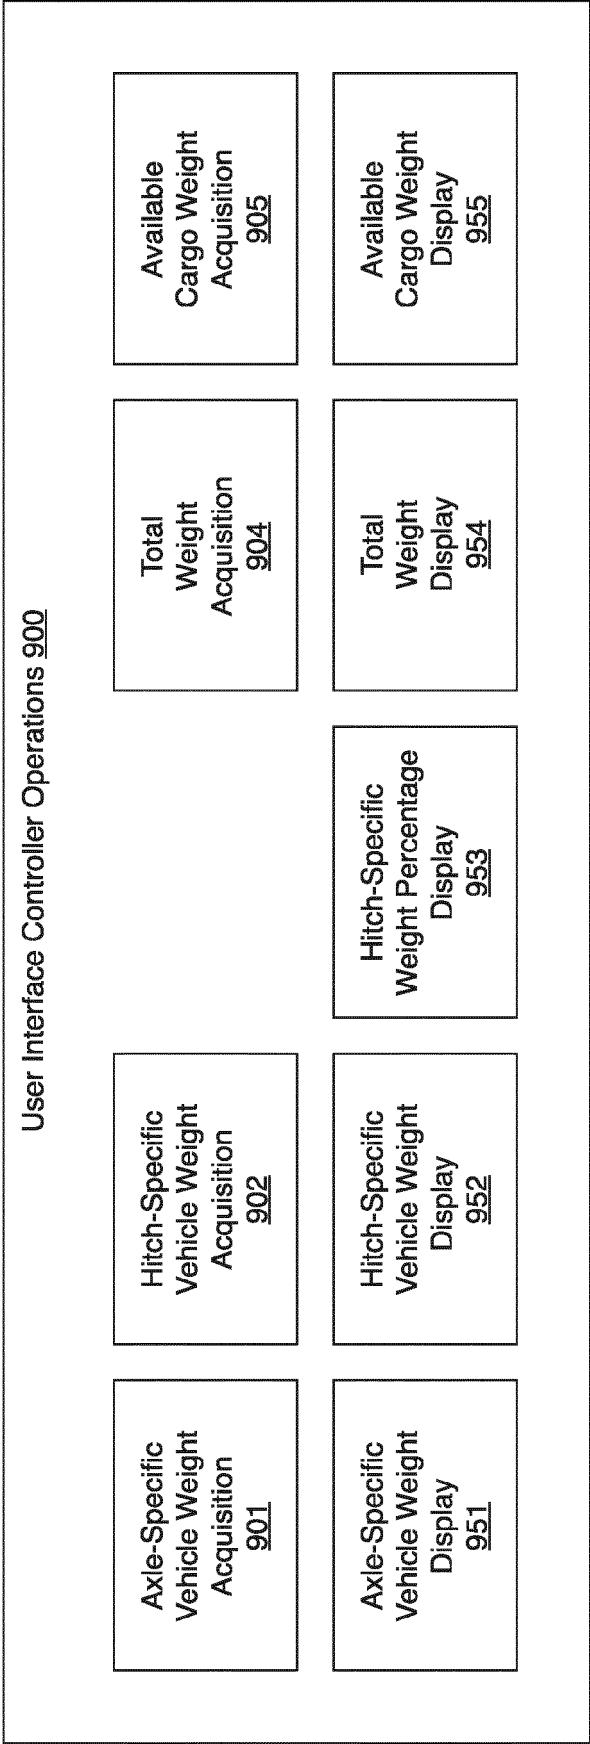 User Interface Controller Operations 900
Axle-Specific
Vehicle Weight
Acquisition
901
Hitch-Specific
Vehicle Weight
Acquisition
902
Total
Weight
Acquisition
904
Available
Cargo Weight
Acquisition
905
Axle-Specific
Vehicle Weight
Display
951
Hitch-Specific
Vehicle Weight
Display
952
Hitch-Specific
Weight Percentage
Display
953
Total
Weight
Display
954
Available
Cargo Weight
Display
955